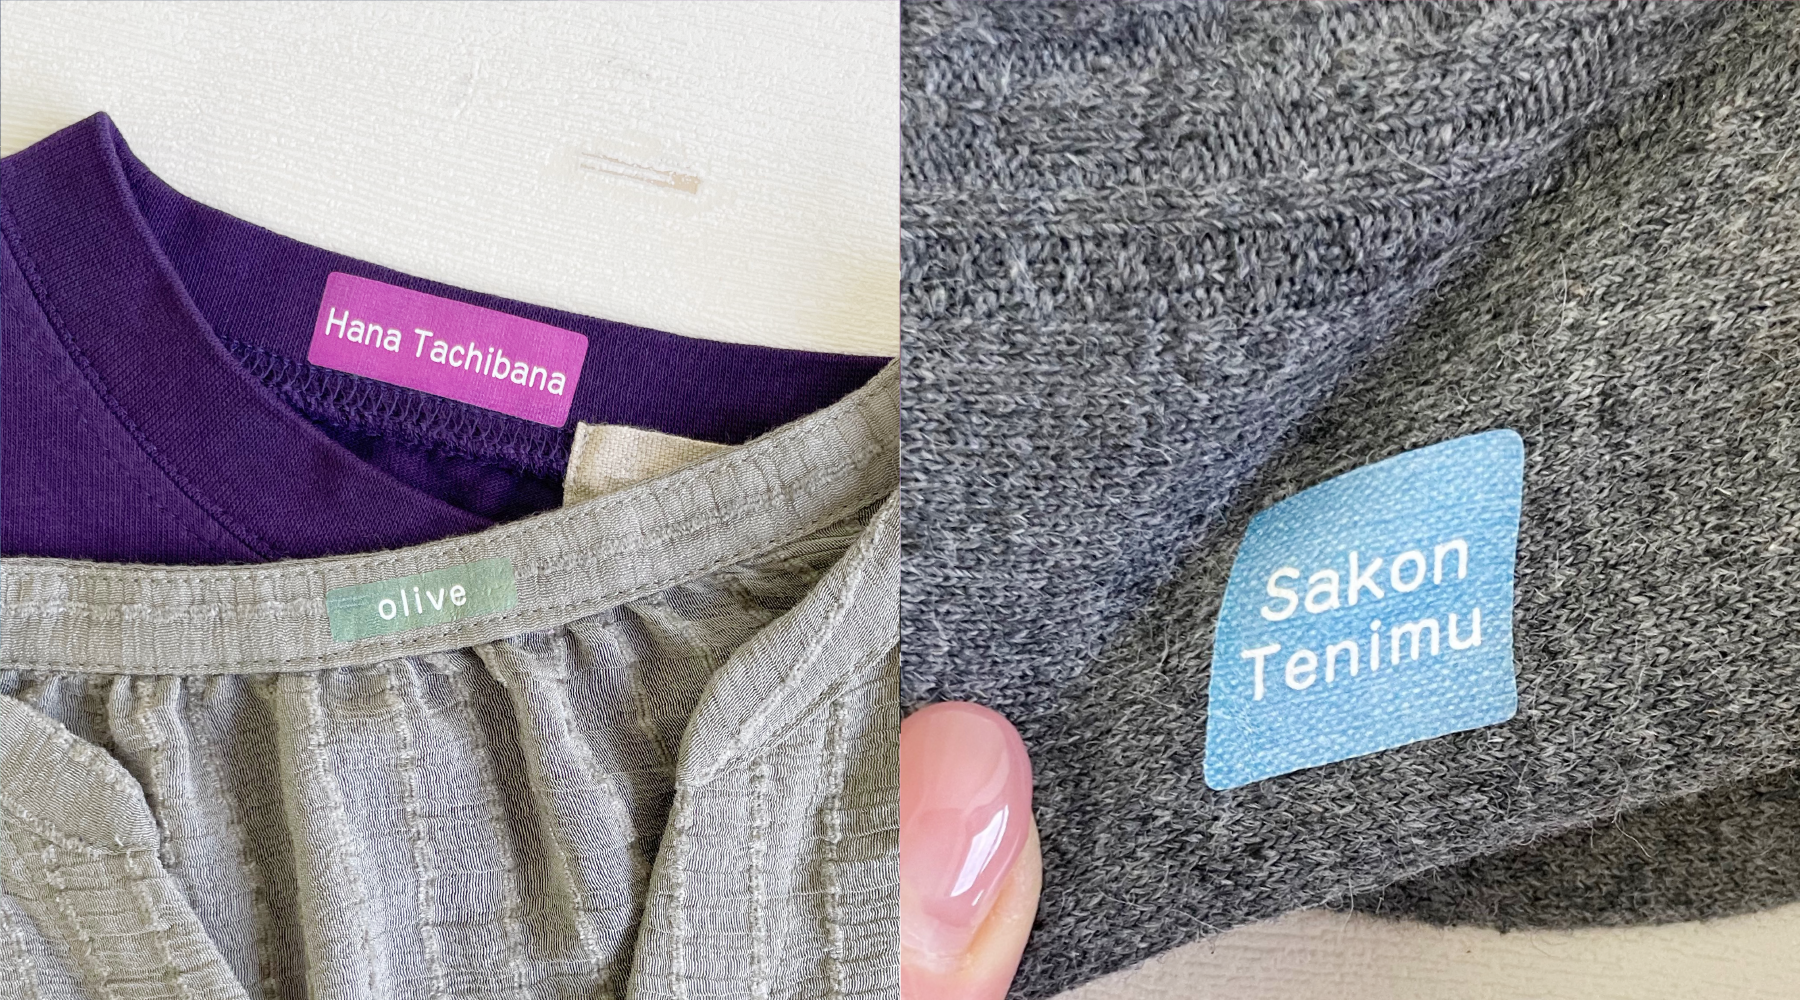 Hana Tachibana
olive
Sakon
Tenimu